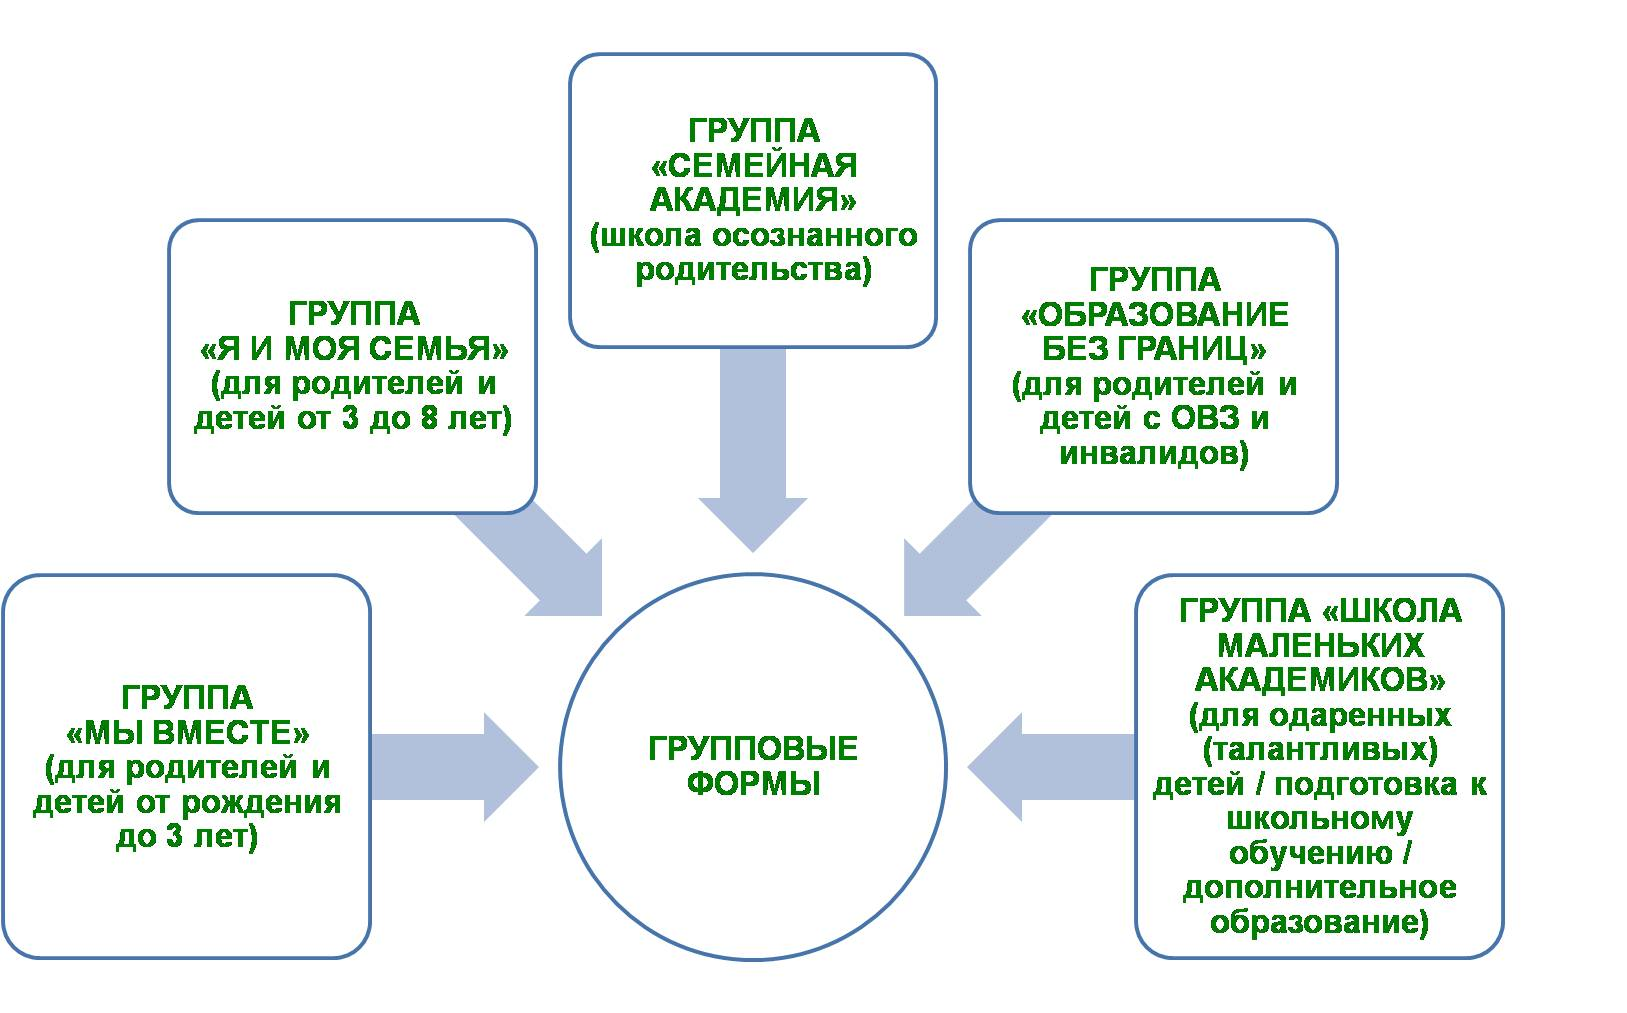 ГРУППА
«СЕМЕЙНАЯ
АКАДЕМИЯ»
(школа осознанного
родительства)
ГРУППА
«Я И МОЯ СЕМЬЯ»
(для родителей и
детей от 3 до 8 лет)
ГРУППА
«ОБРАЗОВАНИЕ
БЕЗ ГРАНИЦ»
(для родителей и
детей с ОВЗ и
инвалидов)
ГРУППА
«МЫ ВМЕСТЕ»
(для родителей и
детей от рождения
до 3 лет)
ГРУППОВЫЕ
ФОРМЫ
ГРУППА «ШКОЛА
МАЛЕНЬКИХ
АКАДЕМИКОВ»
(для одаренных
(талантливых)
детей / подготовка к
школьному
обучению /
дополнительное
образование)